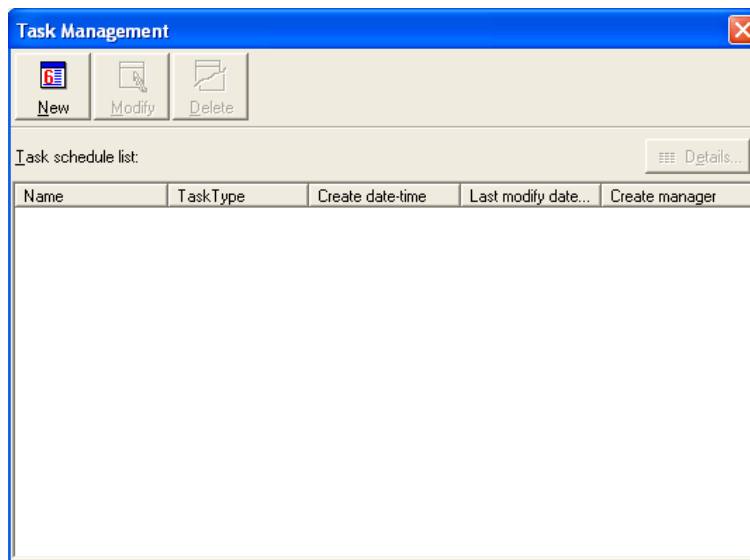 Task Management
New Modify Delete
Task schedule list: Details...
Name TaskType Create date-time Last modify date... Create manager